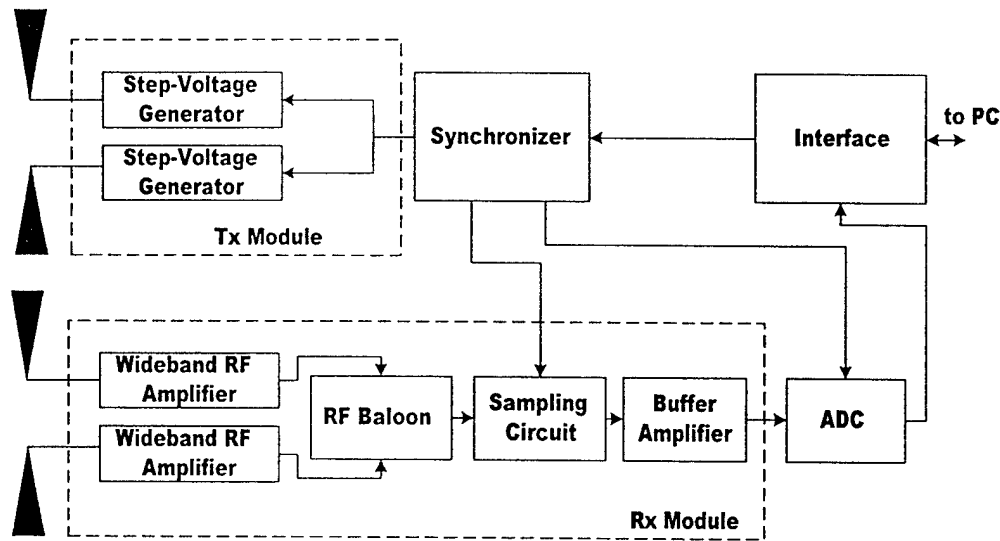 Step-Voltage
Generator
Step-Voltage
Generator
Tx Module
Synchronizer
Interface
to PC
Wideband RF
Amplifier
Wideband RF
Amplifier
RF Baloon
Sampling
Circuit
Buffer
Amplifier
ADC
Rx Module